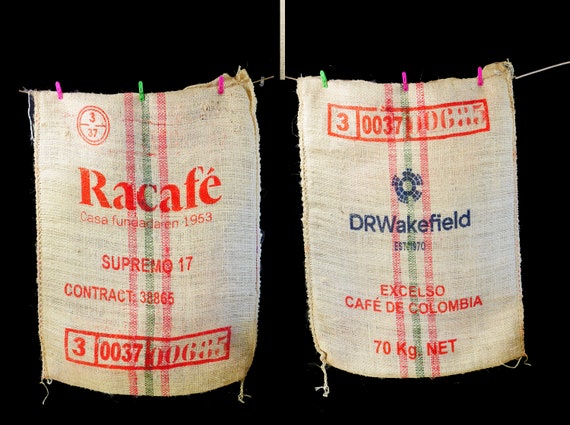 3
37
Racafé
Casa fundada en 1953
SUPREMO 17
CONTRACT: 38865
3 0037 00685
3 0037 00685
DRWakefield
EST. 1970
EXCELSO
CAFÉ DE COLOMBIA
70 Kg. NET